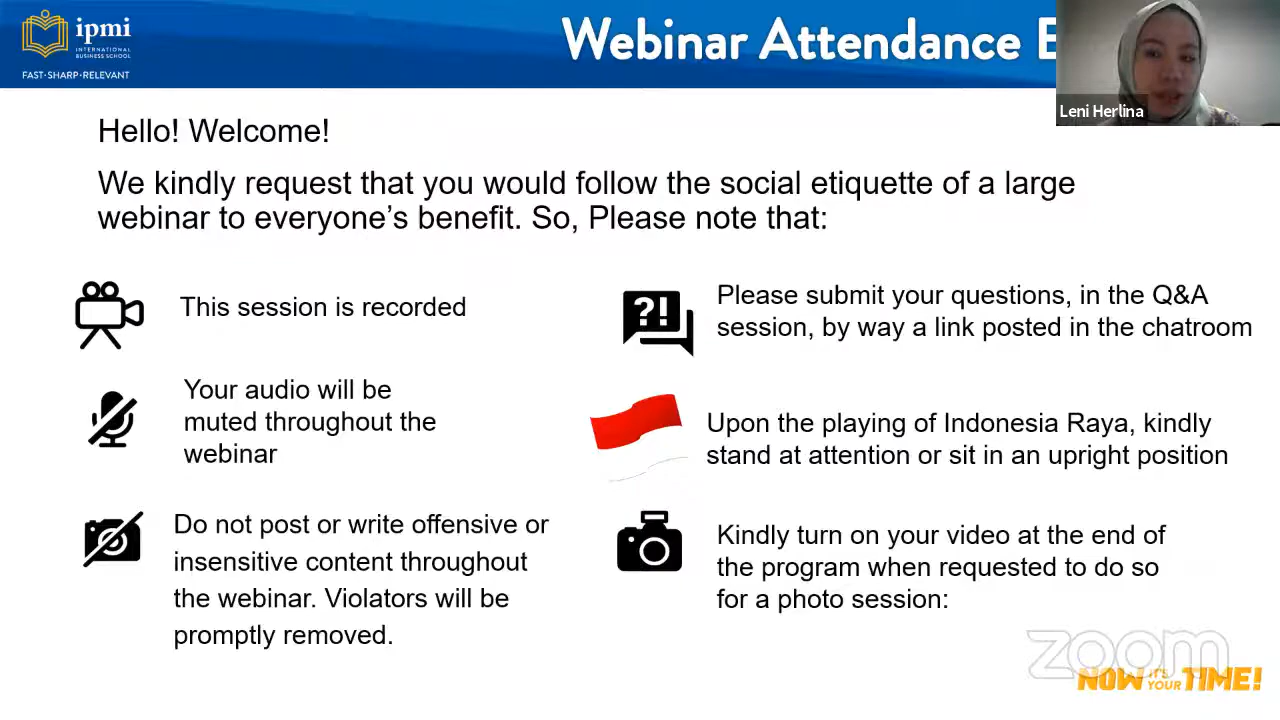 ipmi
INTERNATIONAL
BUSINESS SCHOOL
FAST·SHARP·RELEVANT
Webinar Attendance E
Leni Herlina
Hello! Welcome!
We kindly request that you would follow the social etiquette of a large
webinar to everyone’s benefit. So, Please note that:
This session is recorded
Your audio will be
muted throughout the
webinar
Do not post or write offensive or
insensitive content throughout
the webinar. Violators will be
promptly removed.
?!
Please submit your questions, in the Q&A
session, by way a link posted in the chatroom
Upon the playing of Indonesia Raya, kindly
stand at attention or sit in an upright position
Kindly turn on your video at the end of
the program when requested to do so
for a photo session:
zoom
NOW IT'S YOUR TIME!